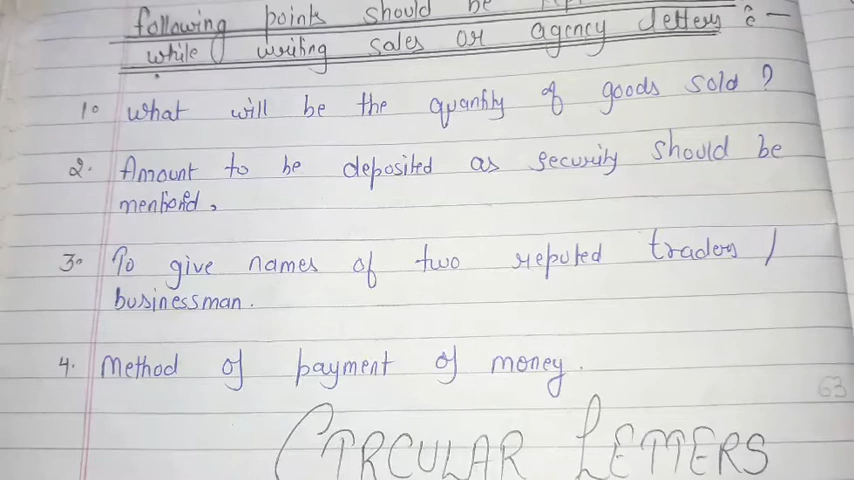 following points should be
while writing sales or agency letters :-
1. What will be the quantity of goods sold ?
2. Amount to be deposited as security should be
mentioned.
3. To give names of two reputed traders /
businessman.
4. Method of payment of money.
63
CIRCULAR LETTERS